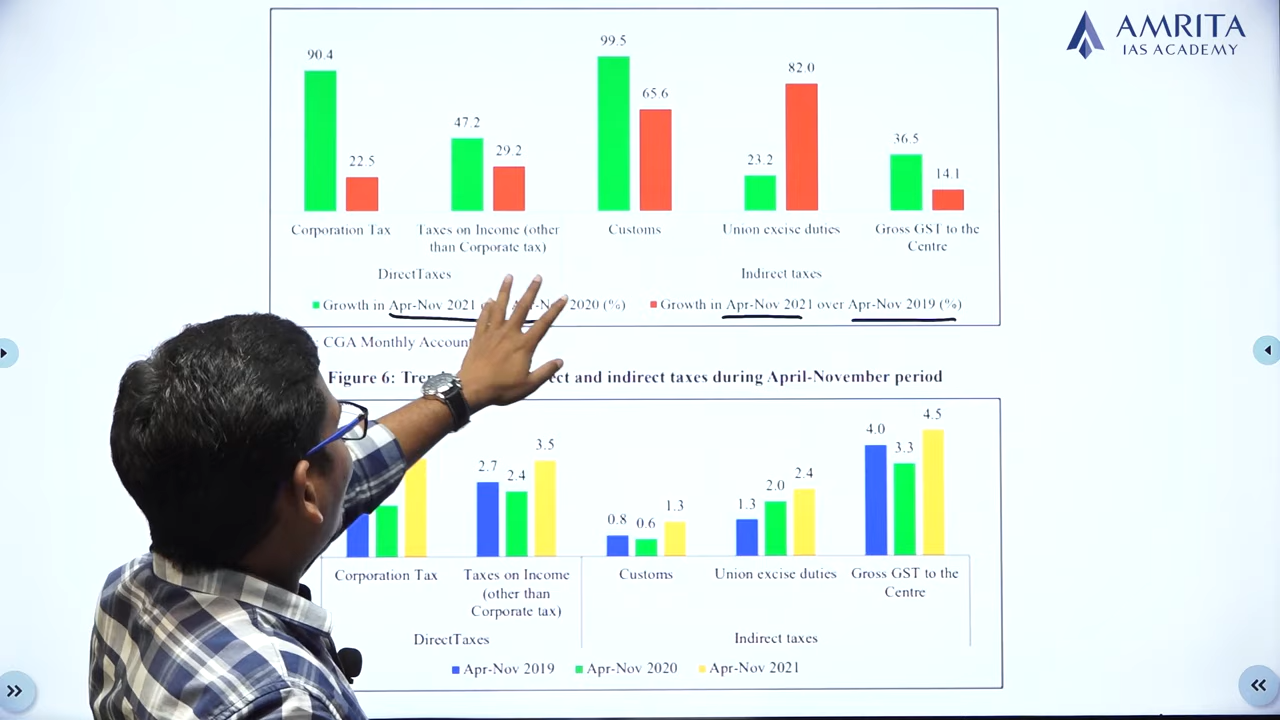 AMRITA
IAS ACADEMY
90.4
22.5
47.2
29.2
99.5
65.6
23.2
82.0
36.5
14.1
Corporation Tax
Taxes on Income (other
than Corporate tax)
Customs
Union excise duties
Gross GST to the
Centre
DirectTaxes
Indirect taxes
Growth in Apr-Nov 2021 2020 (%)
Growth in Apr-Nov 2021 over Apr-Nov 2019 (%)
CGA Monthly
Figure 6: and indirect taxes during April-November period
2.7
2.4
3.5
0.8
0.6
1.3
1.3
2.0
2.4
4.0
3.3
4.5
Corporation Tax
Taxes on Income
(other than
Corporate tax)
Customs
Union excise duties
Gross GST to the
Centre
DirectTaxes
Indirect taxes
Apr-Nov 2019
Apr-Nov 2020
Apr-Nov 2021